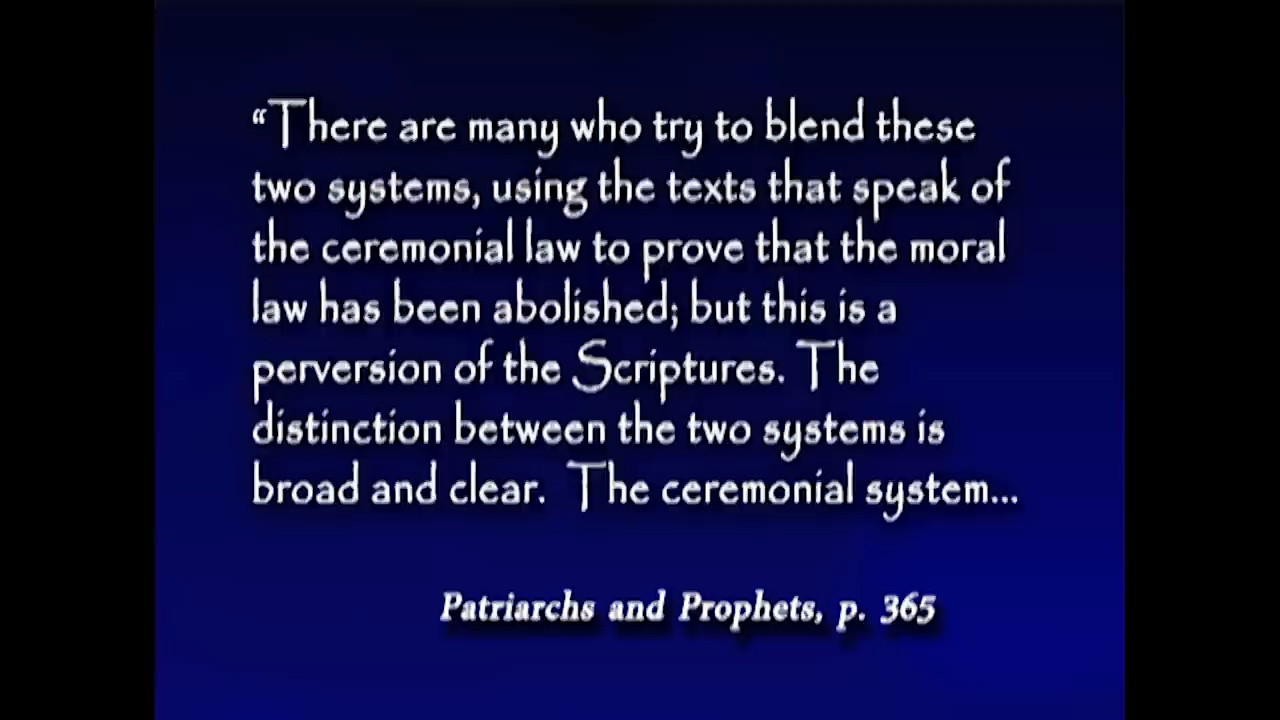 “There are many who try to blend these
two systems, using the texts that speak of
the ceremonial law to prove that the moral
law has been abolished; but this is a
perversion of the Scriptures. The
distinction between the two systems is
broad and clear. The ceremonial system...
Patriarchs and Prophets, p. 365